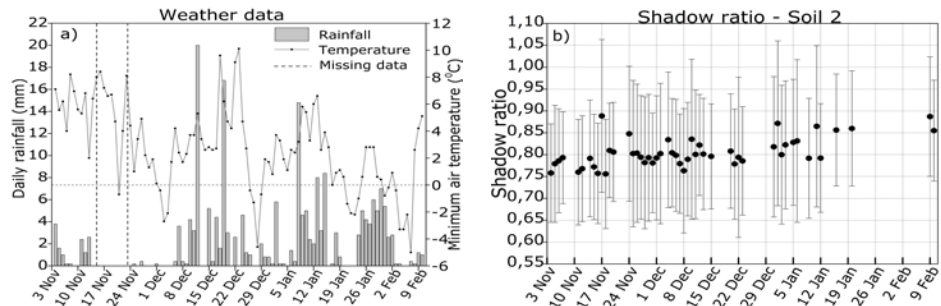 Weather data
a)
Rainfall
Temperature
Missing data
Daily rainfall (mm)
22
20
18
16
14
12
10
8
6
4
2
0
Minimum air temperature (⁰C)
12
10
8
6
4
2
0
−2
−4
−6
3 Nov
10 Nov
17 Nov
24 Nov
1 Dec
8 Dec
15 Dec
22 Dec
29 Dec
5 Jan
12 Jan
19 Jan
26 Jan
2 Feb
9 Feb
Shadow ratio - Soil 2
b)
Shadow ratio
1,10
1,05
1,00
0,95
0,90
0,85
0,80
0,75
0,70
0,65
0,60
0,55
3 Nov
10 Nov
17 Nov
24 Nov
1 Dec
8 Dec
15 Dec
22 Dec
29 Dec
5 Jan
12 Jan
19 Jan
26 Jan
2 Feb
9 Feb